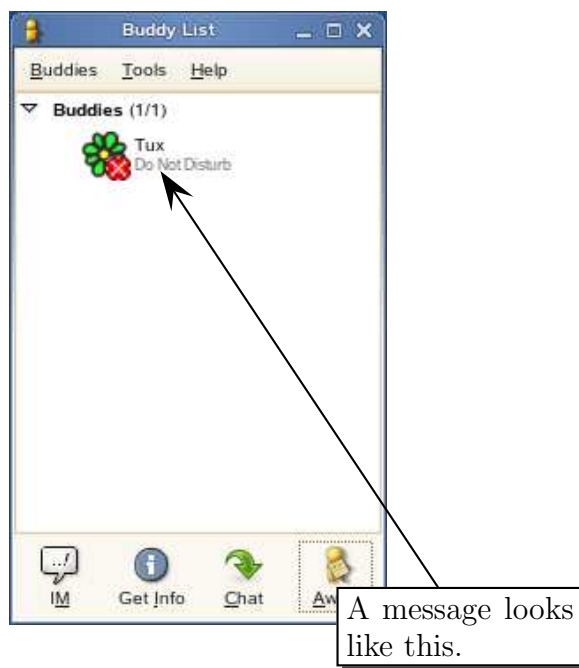 Buddy List
Buddies Tools Help
Buddies (1/1)
Tux
Do Not Disturb
IM Get Info Chat
A message looks
like this.